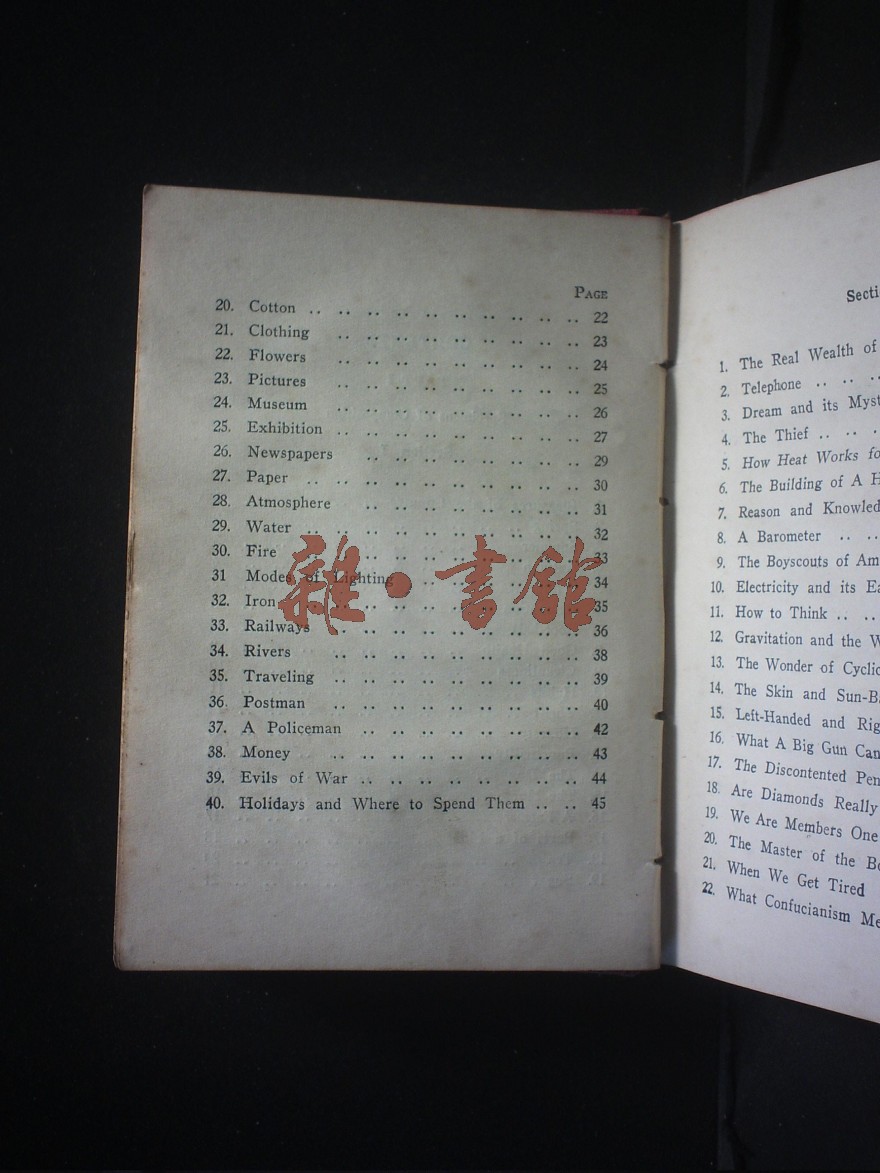 PAGE
20. Cotton .. .. .. .. .. .. .. .. .. .. 22
21. Clothing .. .. .. .. .. .. .. .. .. 23
22. Flowers .. .. .. .. .. .. .. .. .. 24
23. Pictures .. .. .. .. .. .. .. .. .. 25
24. Museum .. .. .. .. .. .. .. .. .. 26
25. Exhibition .. .. .. .. .. .. .. .. .. 27
26. Newspapers .. .. .. .. .. .. .. .. 29
27. Paper .. .. .. .. .. .. .. .. .. .. 30
28. Atmosphere .. .. .. .. .. .. .. .. 31
29. Water .. .. .. .. .. .. .. .. .. .. 32
30. Fire .. .. .. .. .. .. .. .. .. .. 33
31 Modes of Lighting .. .. .. .. .. .. 34
32. Iron .. .. .. .. .. .. .. .. .. .. 35
33. Railways .. .. .. .. .. .. .. .. .. 36
34. Rivers .. .. .. .. .. .. .. .. .. 38
35. Traveling .. .. .. .. .. .. .. .. .. 39
36. Postman .. .. .. .. .. .. .. .. 40
37. A Policeman .. .. .. .. .. .. .. .. 42
38. Money .. .. .. .. .. .. .. .. .. 43
39. Evils of War .. .. .. .. .. .. .. .. 44
40. Holidays and Where to Spend Them .. .. 45
雜·書館
1. The Real Wealth of
2. Telephone .. .. ..
3. Dream and its
4. The Thief .. .. ..
5. How Heat Works
6. The Building of A
7. Reason and
8. A Barometer .. ..
9. The Boyscouts of
10. Electricity and its
11. How to Think .. ..
12. Gravitation and the
13. The Wonder of
14. The Skin and
15. Left-Handed and
16. What A Big Gun Can
17. The Discontented
18. Are Diamonds Really
19. We Are Members One
20. The Master of the
21. When We Get Tired
22. What Confucianism